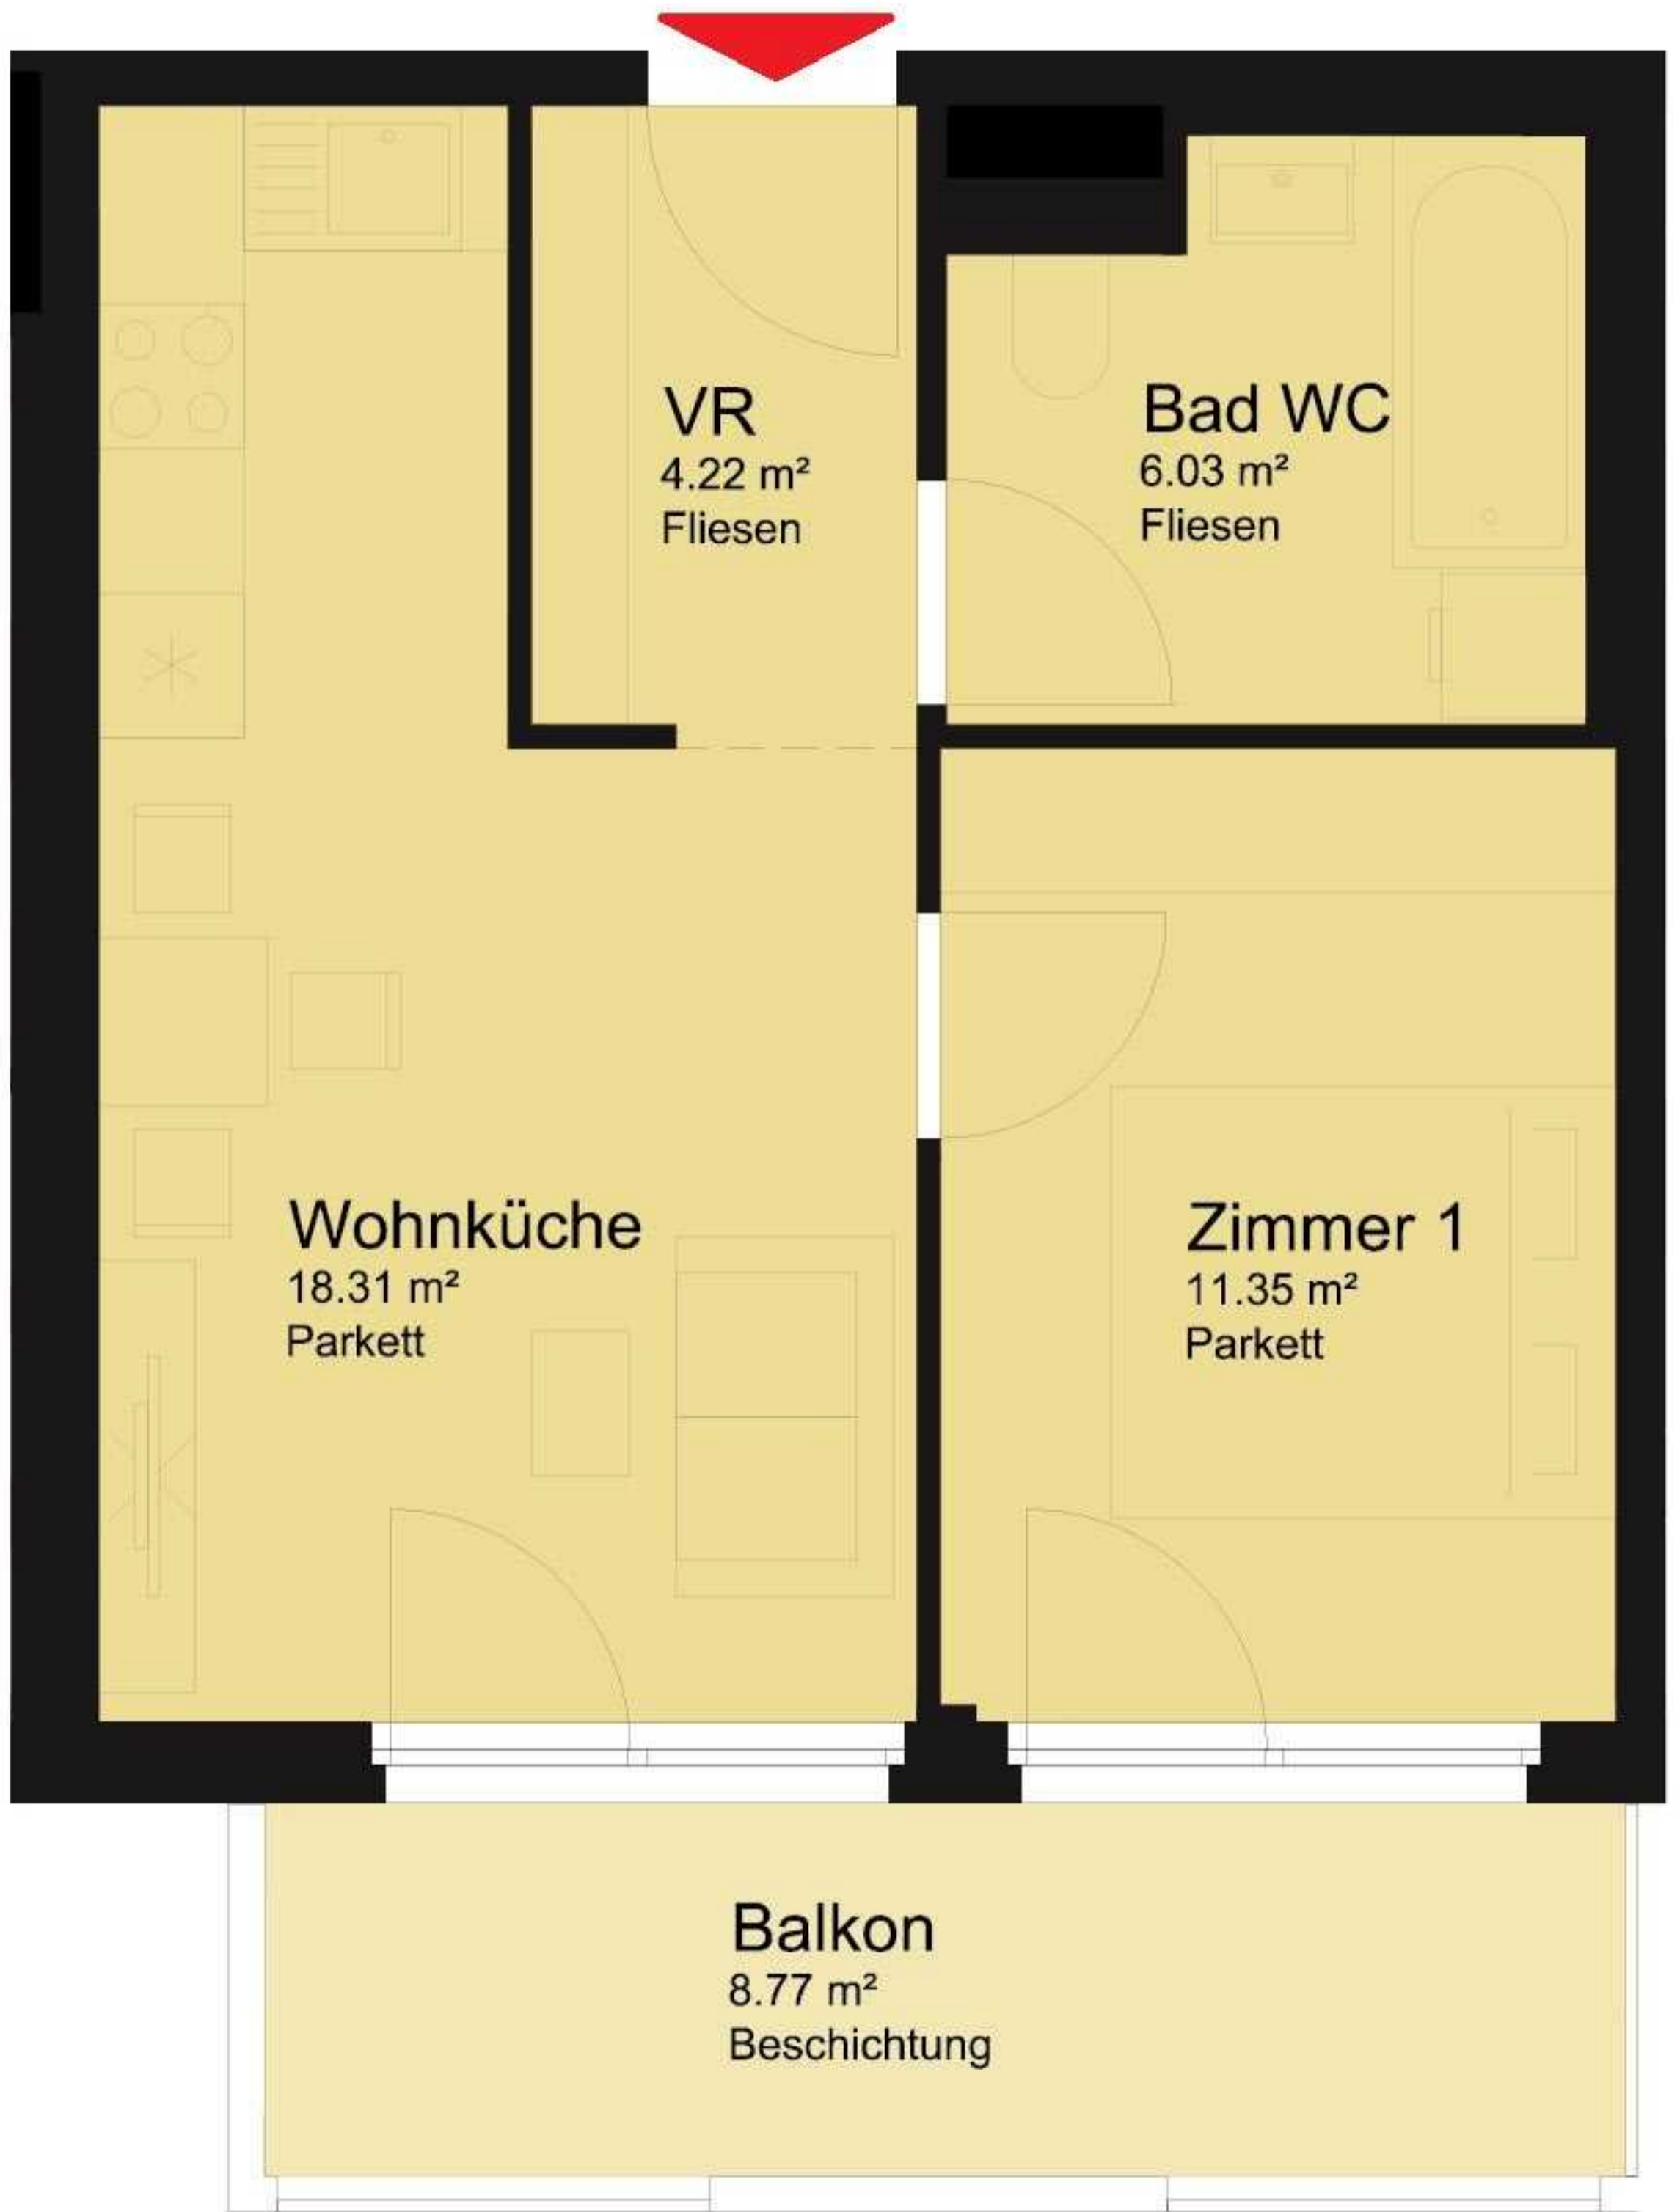 VR
4.22 m²
Fliesen
Bad WC
6.03 m²
Fliesen
Wohnküche
18.31 m²
Parkett
Zimmer 1
11.35 m²
Parkett
Balkon
8.77 m²
Beschichtung